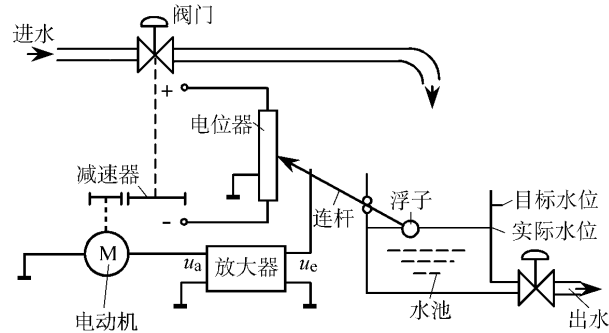 阀门
进水
+
电位器
减速器
-
连杆
浮子
目标水位
实际水位
M
u_a
放大器
u_e
水池
出水
电动机